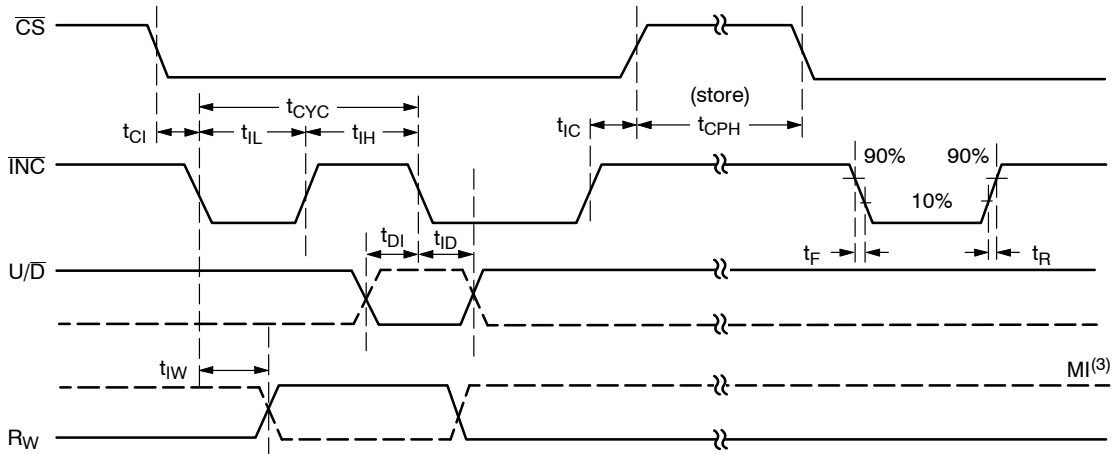 CS
(store)
tCYC
tCI
tIL
tIH
tIC
tCPH
INC
90%
90%
10%
tDI
tID
tF
tR
U/D
tIW
MI(3)
RW